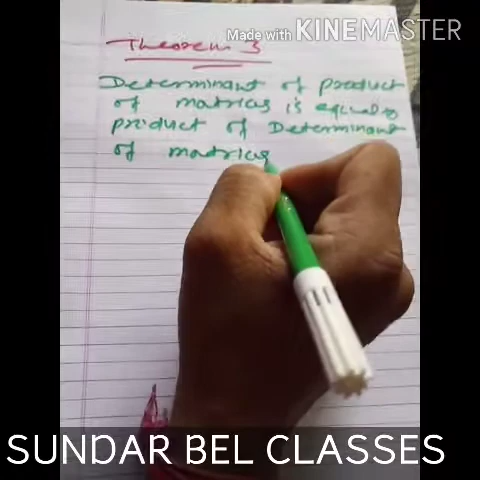 Made with KINEMASTER
Theorem 3
Determinant of product
of matrices is equal to
product of Determinant
of matrices
SUNDAR BEL CLASSES